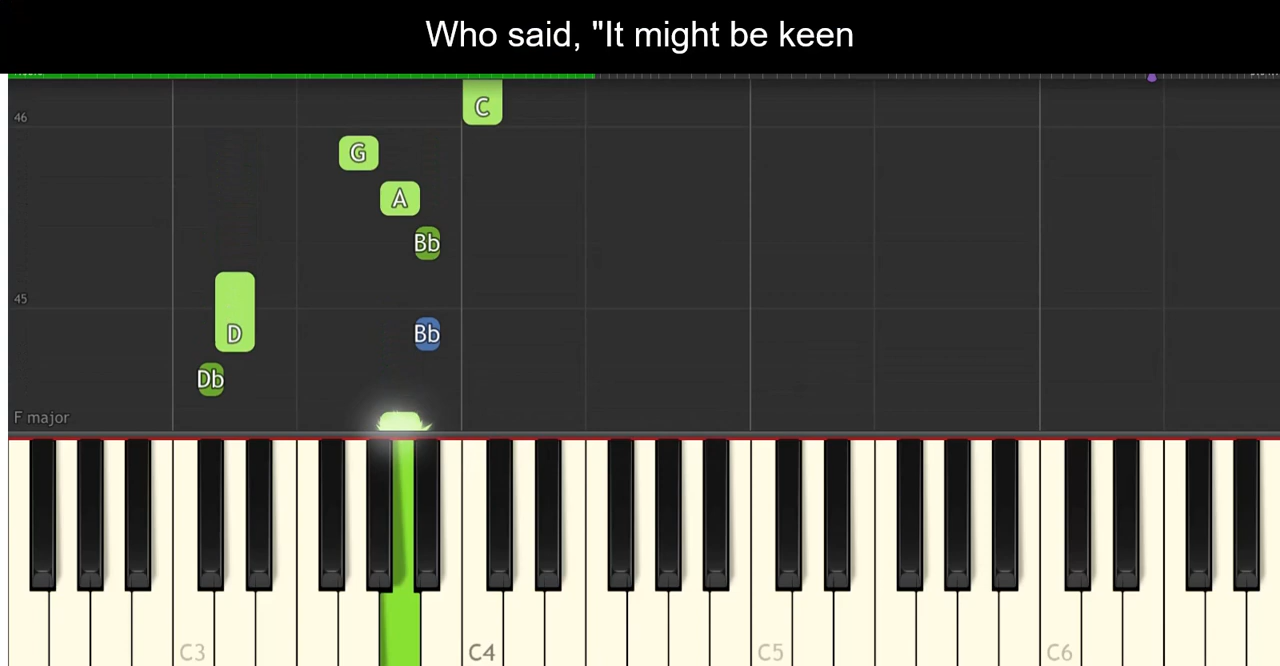 Who said, "It might be keen
C
46
G
A
Bb
45
D
Bb
Db
F major
C3
C4
C5
C6